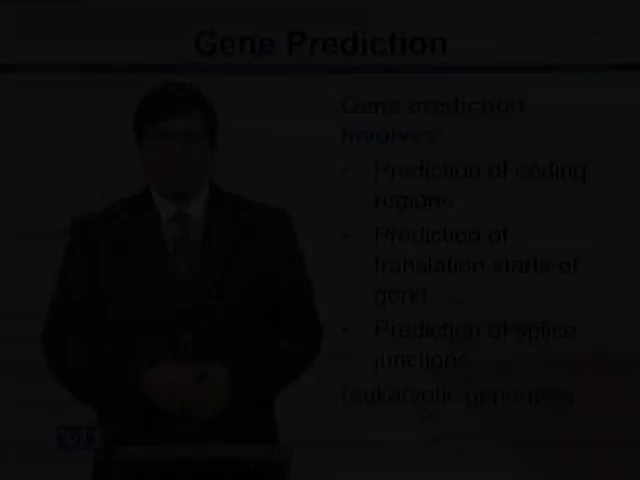 Gene Prediction
Gene prediction
involves:
- Prediction of coding
regions
- Prediction of
translation starts of
gene
- Prediction of splice
junctions
(eukaryotic genomes)
VU